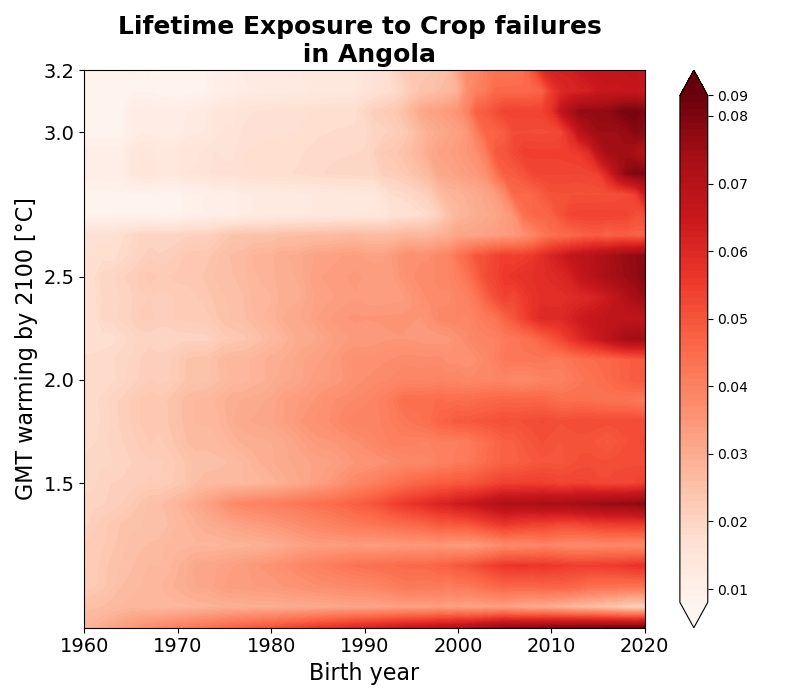 Lifetime Exposure to Crop failures
in Angola
GMT warming by 2100 [°C]
3.2
3.0
2.5
2.0
1.5
1960 1970 1980 1990 2000 2010 2020
Birth year
0.09
0.08
0.07
0.06
0.05
0.04
0.03
0.02
0.01